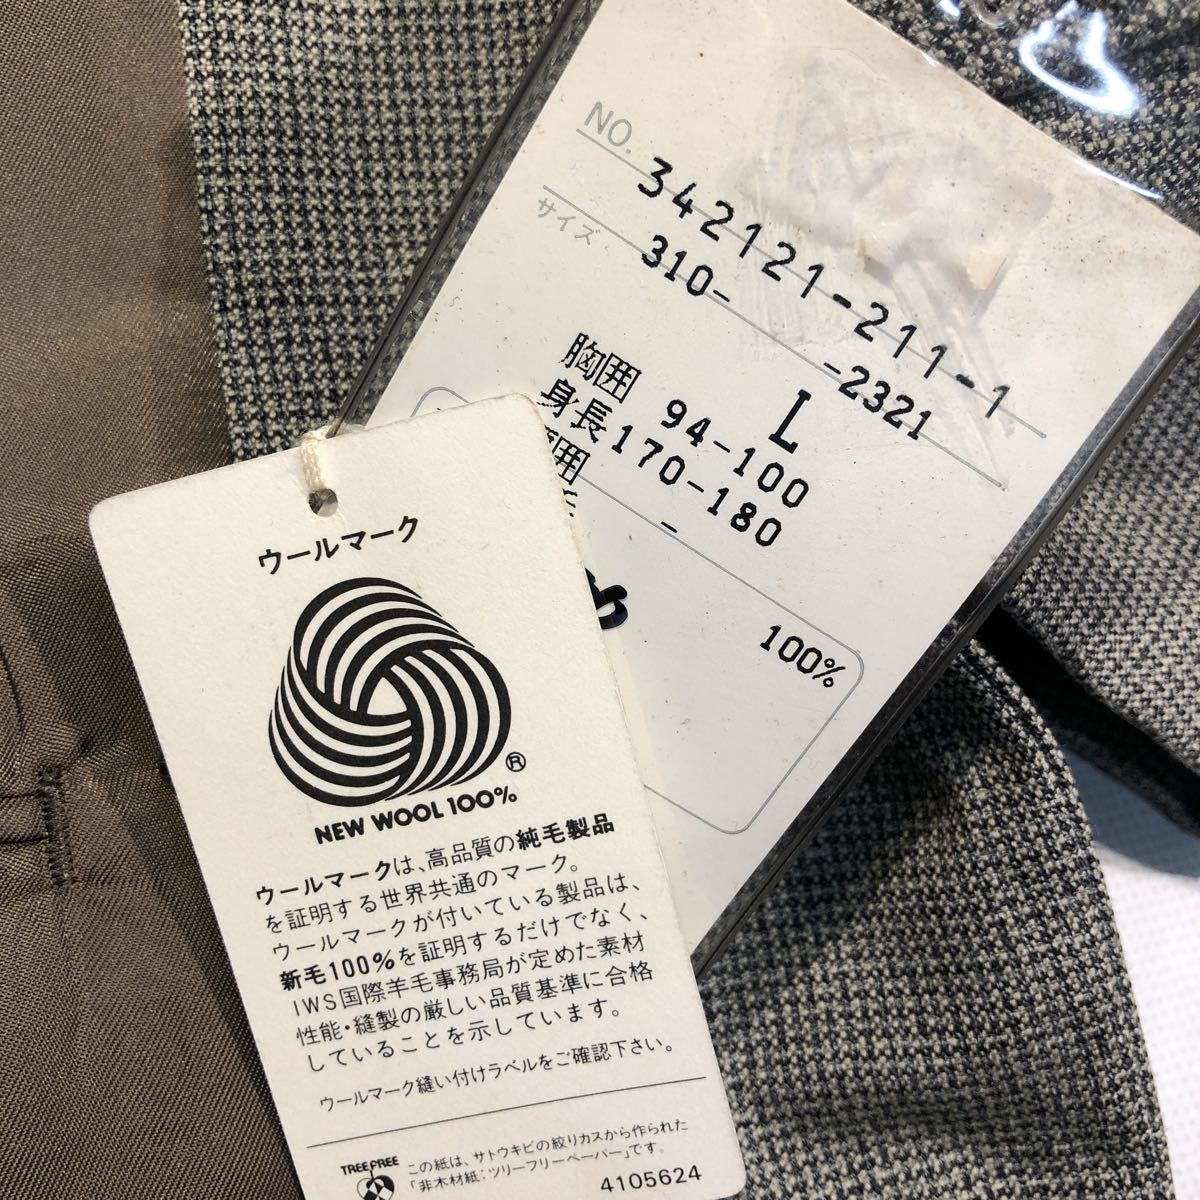 NO. 342121-211-1
サイズ 310- -2321
L
胸囲 94-100
身長 170-180
囲
-
100%
ウールマーク
®
NEW WOOL 100%
ウールマークは、高品質の純毛製品
を証明する世界共通のマーク。
ウールマークが付いている製品は、
新毛100%を証明するだけでなく、
IWS国際羊毛事務局が定めた素材
性能・縫製の厳しい品質基準に合格
していることを示しています。
ウールマーク縫い付けラベルをご確認下さい。
TREE FREE
この紙は、サトウキビの絞りカスから作られた
「非木材紙：ツリーフリーペーパー」です。
4105624